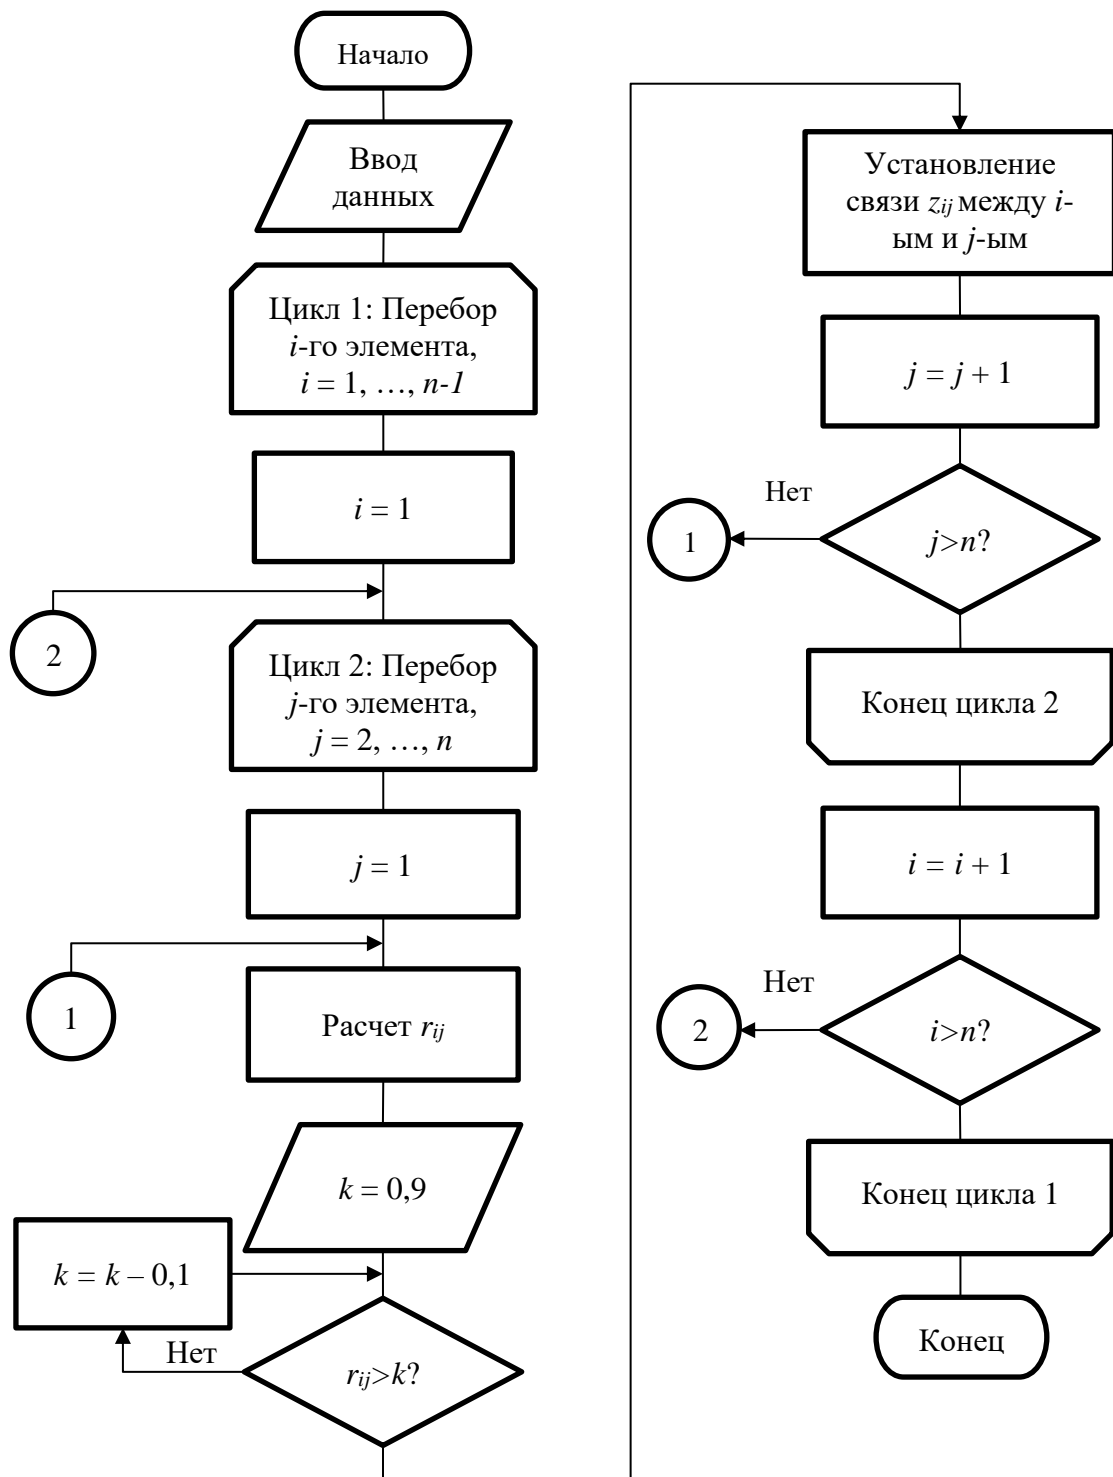 Начало
Ввод
данных
Цикл 1: Перебор
i-го элемента,
i = 1, …, n-1
i = 1
2
Цикл 2: Перебор
j-го элемента,
j = 2, …, n
j = 1
1
Расчет rij
k = 0,9
k = k – 0,1
Нет
rij>k?
Установление
связи zij между i-
ым и j-ым
j = j + 1
Нет
1
j>n?
Конец цикла 2
i = i + 1
Нет
2
i>n?
Конец цикла 1
Конец